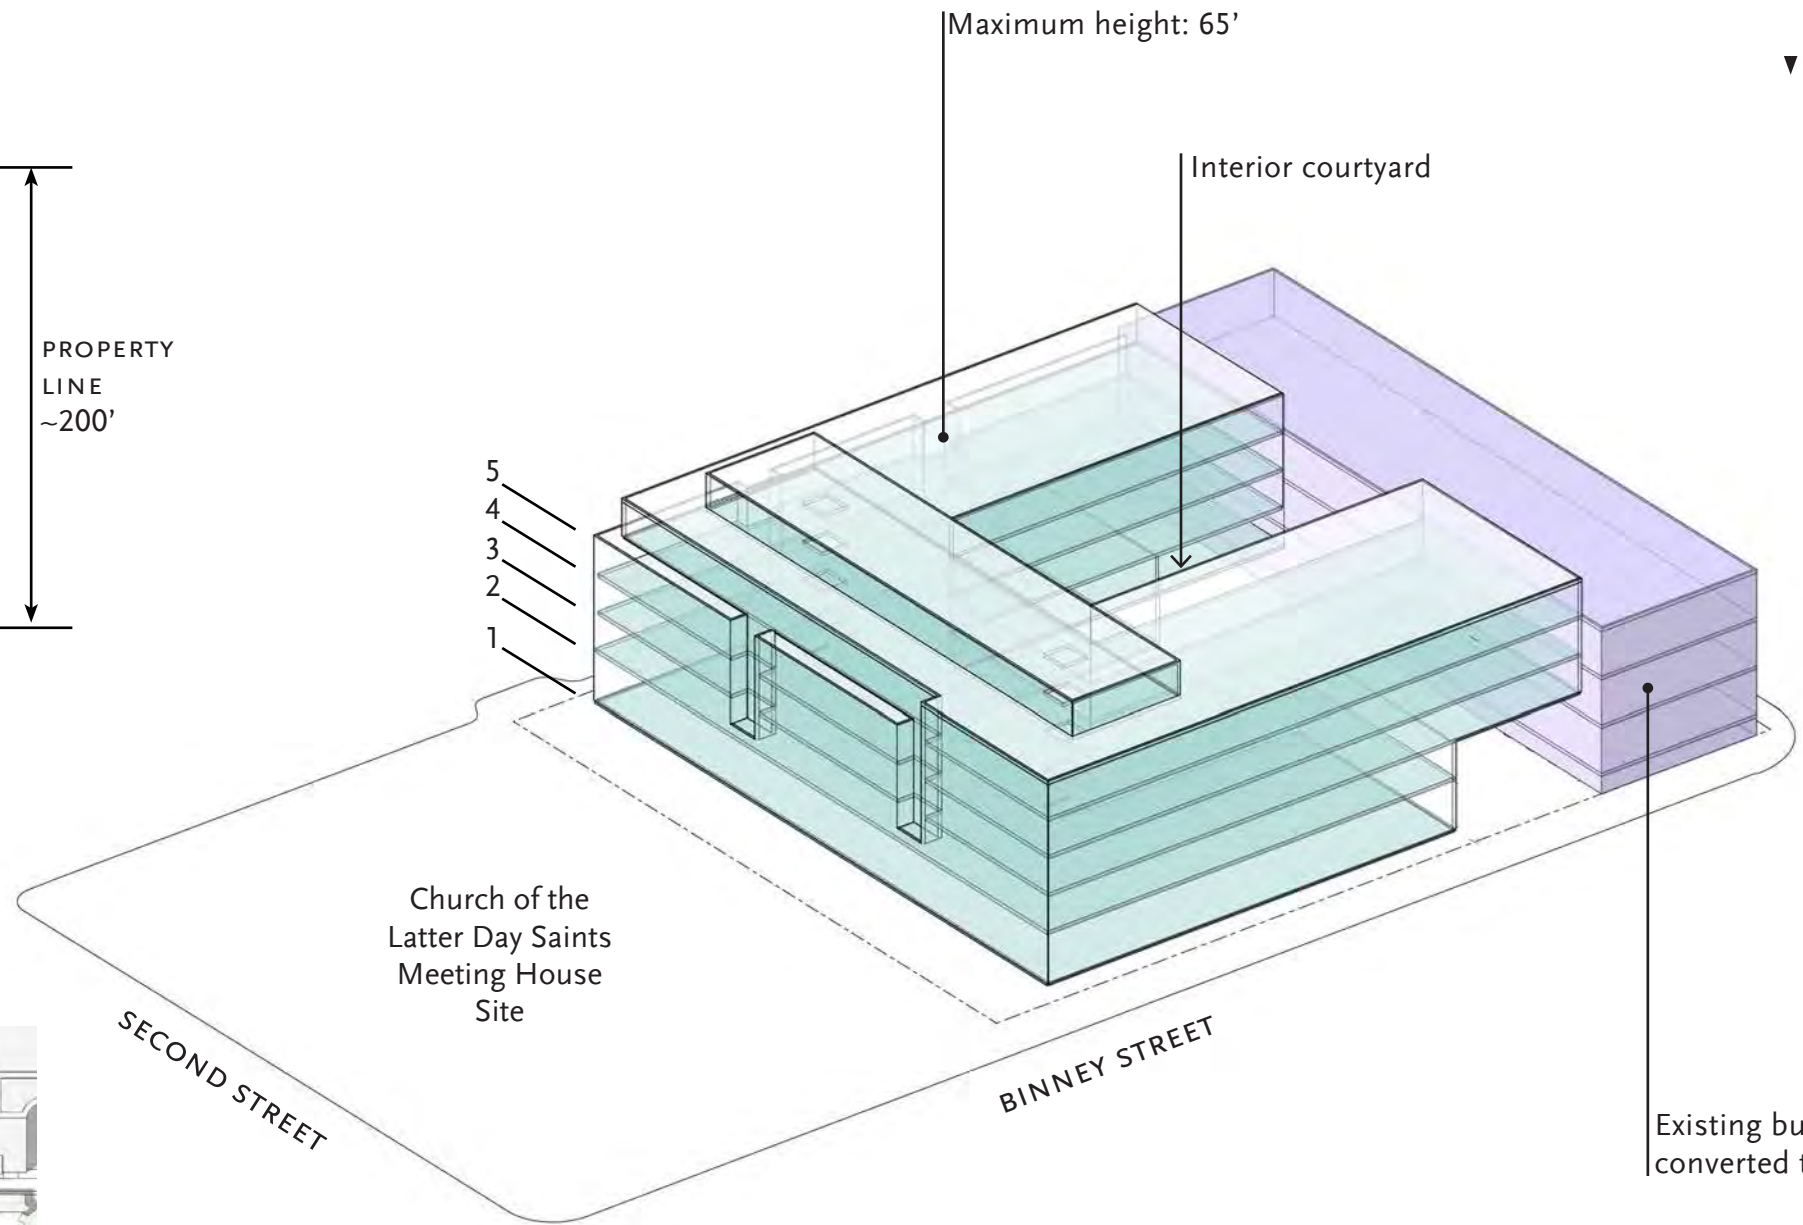 Maximum height: 65’
Interior courtyard
PROPERTY
LINE
~200’
5
4
3
2
1
Church of the
Latter Day Saints
Meeting House
Site
SECOND STREET
BINNEY STREET
Existing
converted